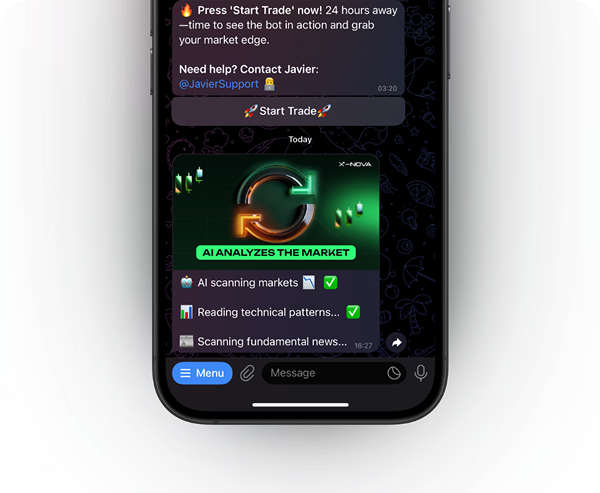 🔥 Press 'Start Trade' now! 24 hours away
—time to see the bot in action and grab
your market edge.
Need help? Contact Javier:
@JavierSupport 👨‍💻
03:20
🚀Start Trade🚀
Today
X-NOVA
AI ANALYZES THE MARKET
🤖 AI scanning markets 📉 ✅
📊 Reading technical patterns... ✅
📰 Scanning fundamental news... 16:27
Menu
Message